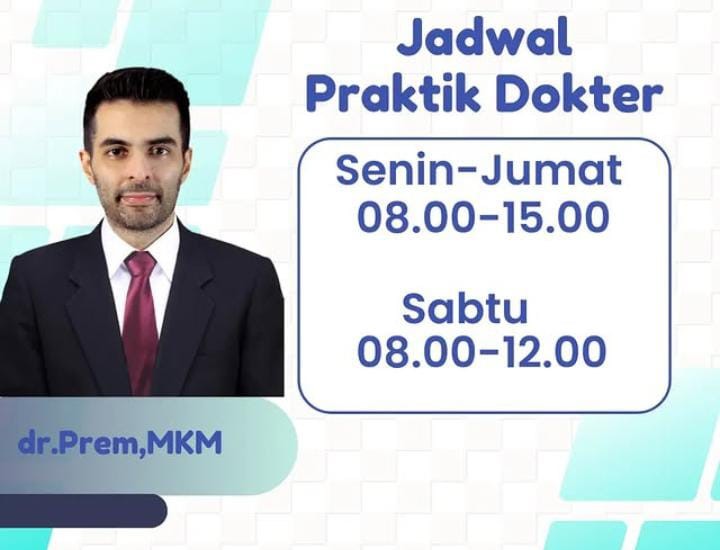 Jadwal
Praktik Dokter
Senin-Jumat
08.00-15.00
Sabtu
08.00-12.00
dr.Prem,MKM